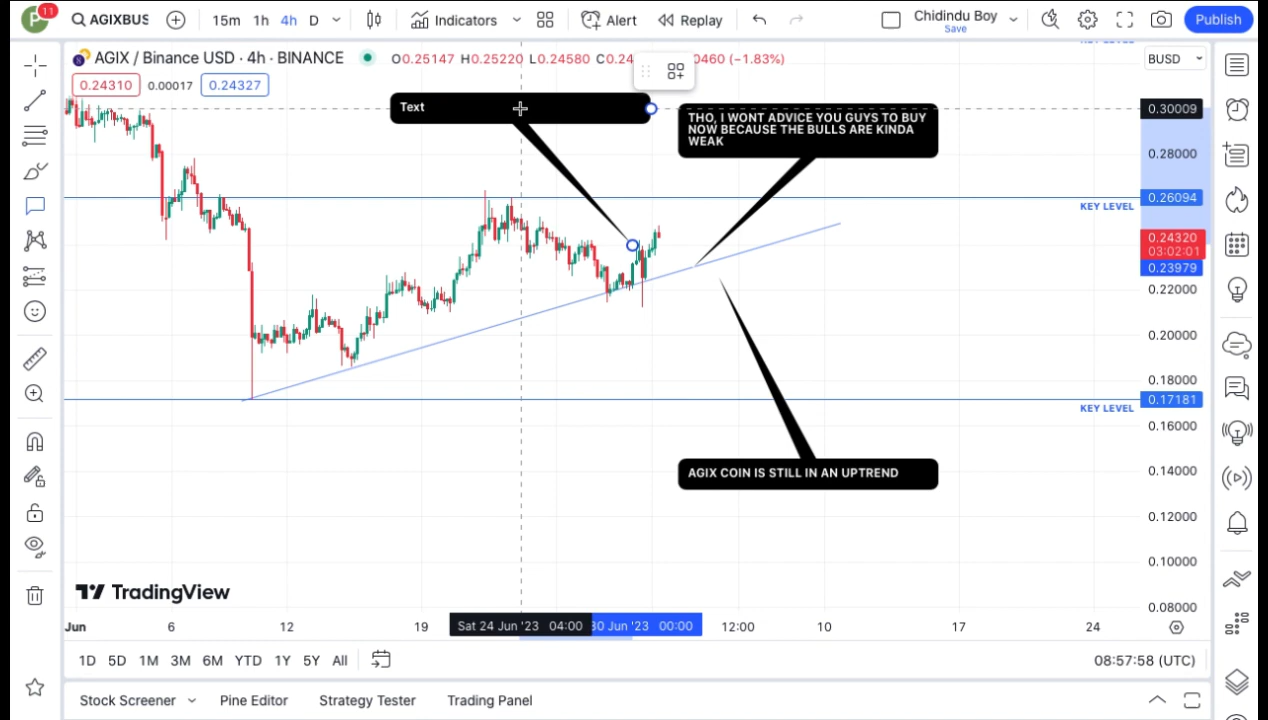 P
11
AGIXBUS
15m 1h 4h D
Indicators
Alert
Replay
Chidindu Boy
Save
Publish
AGIX / Binance USD · 4h · BINANCE
O0.25147 H0.25220 L0.24580 C0.24 0460 (−1.83%)
BUSD
0.24310 0.00017 0.24327
Text
THO, I WONT ADVICE YOU GUYS TO BUY
NOW BECAUSE THE BULLS ARE KINDA
WEAK
0.30009
0.28000
0.26094
KEY LEVEL
0.24320
03:02:01
0.23979
0.22000
0.20000
0.18000
0.17181
KEY LEVEL
0.16000
AGIX COIN IS STILL IN AN UPTREND
0.14000
0.12000
0.10000
0.08000
TradingView
Jun 6 12 19 Sat 24 Jun '23 04:00 30 Jun '23 00:00 12:00 10 17 24
1D 5D 1M 3M 6M YTD 1Y 5Y All
08:57:58 (UTC)
Stock Screener Pine Editor Strategy Tester Trading Panel